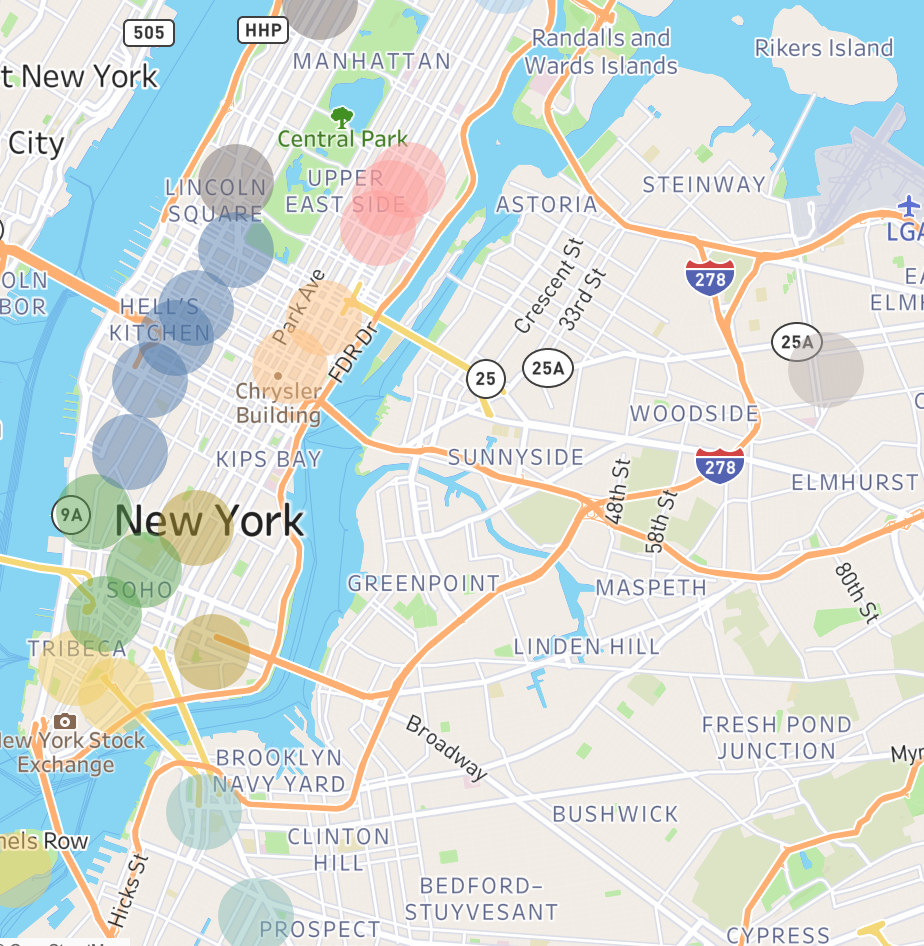 505
HHP
Randalls and
Wards Islands
Rikers Island
MANHATTAN
t New York
City
Central Park
LINCOLN
SQUARE
UPPER
EAST SIDE
STEINWAY
ASTORIA
LGA
278
OLN
BOR
HELL'S
KITCHEN
Park Ave
Crescent St
33rd St
EA
ELMH
FDR Dr
25A
25
25A
Chrysler
Building
WOODSIDE
KIPS BAY
SUNNYSIDE
278
ELMHURST
48th St
58th St
9A
New York
SOHO
GREENPOINT
MASPETH
80th St
TRIBECA
LINDEN HILL
New York Stock
Exchange
Broadway
FRESH POND
JUNCTION
Myr
BROOKLYN
NAVY YARD
BUSHWICK
nels Row
CLINTON
HILL
Hicks St
BEDFORD–
STUYVESANT
PROSPECT
CYPRESS